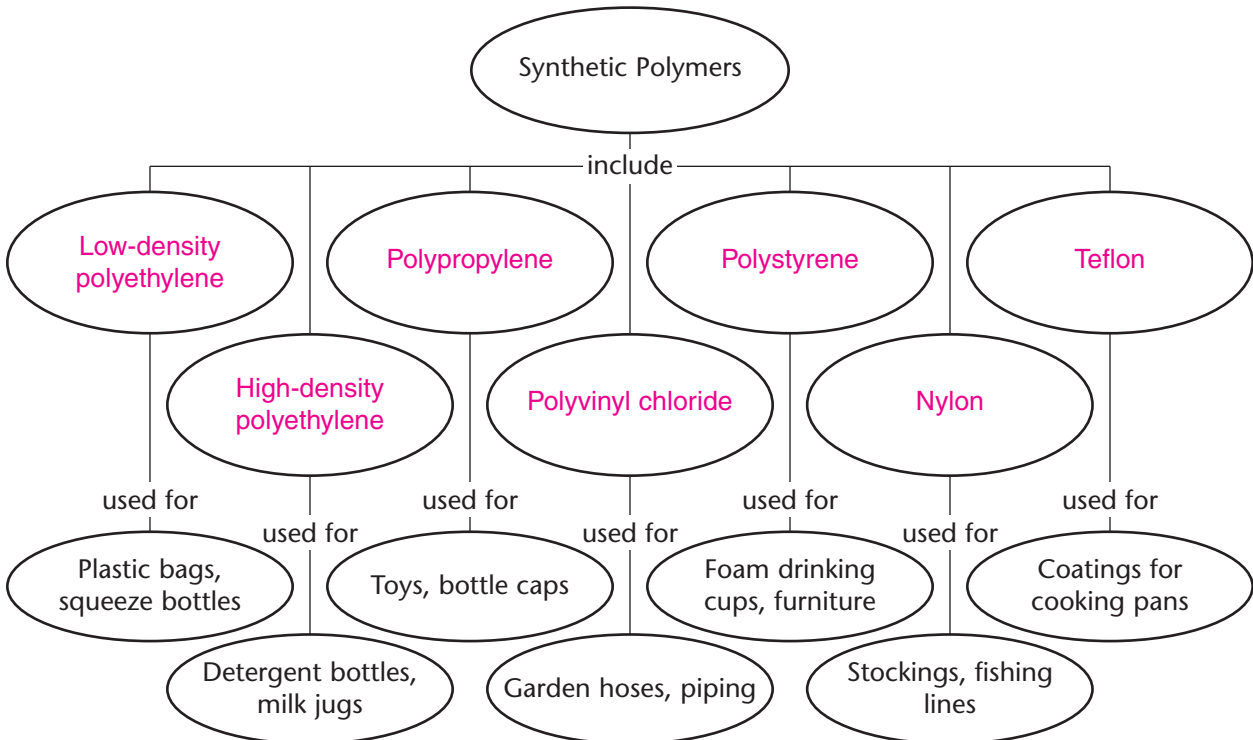 Synthetic Polymers
include
Low-density
polyethylene
Polypropylene
Polystyrene
Teflon
High-density
polyethylene
Polyvinyl chloride
Nylon
used for
used for
used for
used for
used for
used for
used for
Plastic bags,
squeeze bottles
Toys, bottle caps
Foam drinking
cups, furniture
Coatings for
cooking pans
Detergent bottles,
milk jugs
Garden hoses, piping
Stockings, fishing
lines